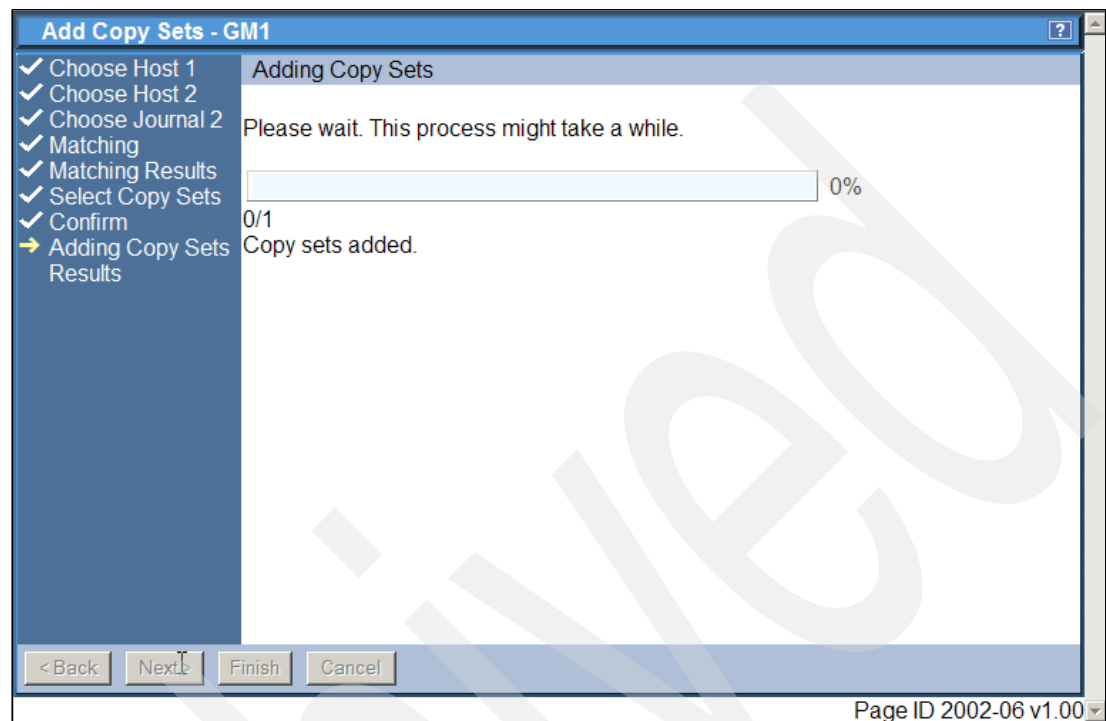 Add Copy Sets - GM1
?
Choose Host 1
Choose Host 2
Choose Journal 2
Matching
Matching Results
Select Copy Sets
Confirm
Adding Copy Sets
Results
Adding Copy Sets
Please wait. This process might take a while.
0%
0/1
Copy sets added.
< Back
Next >
Finish
Cancel
Page ID 2002-06 v1.00
hived